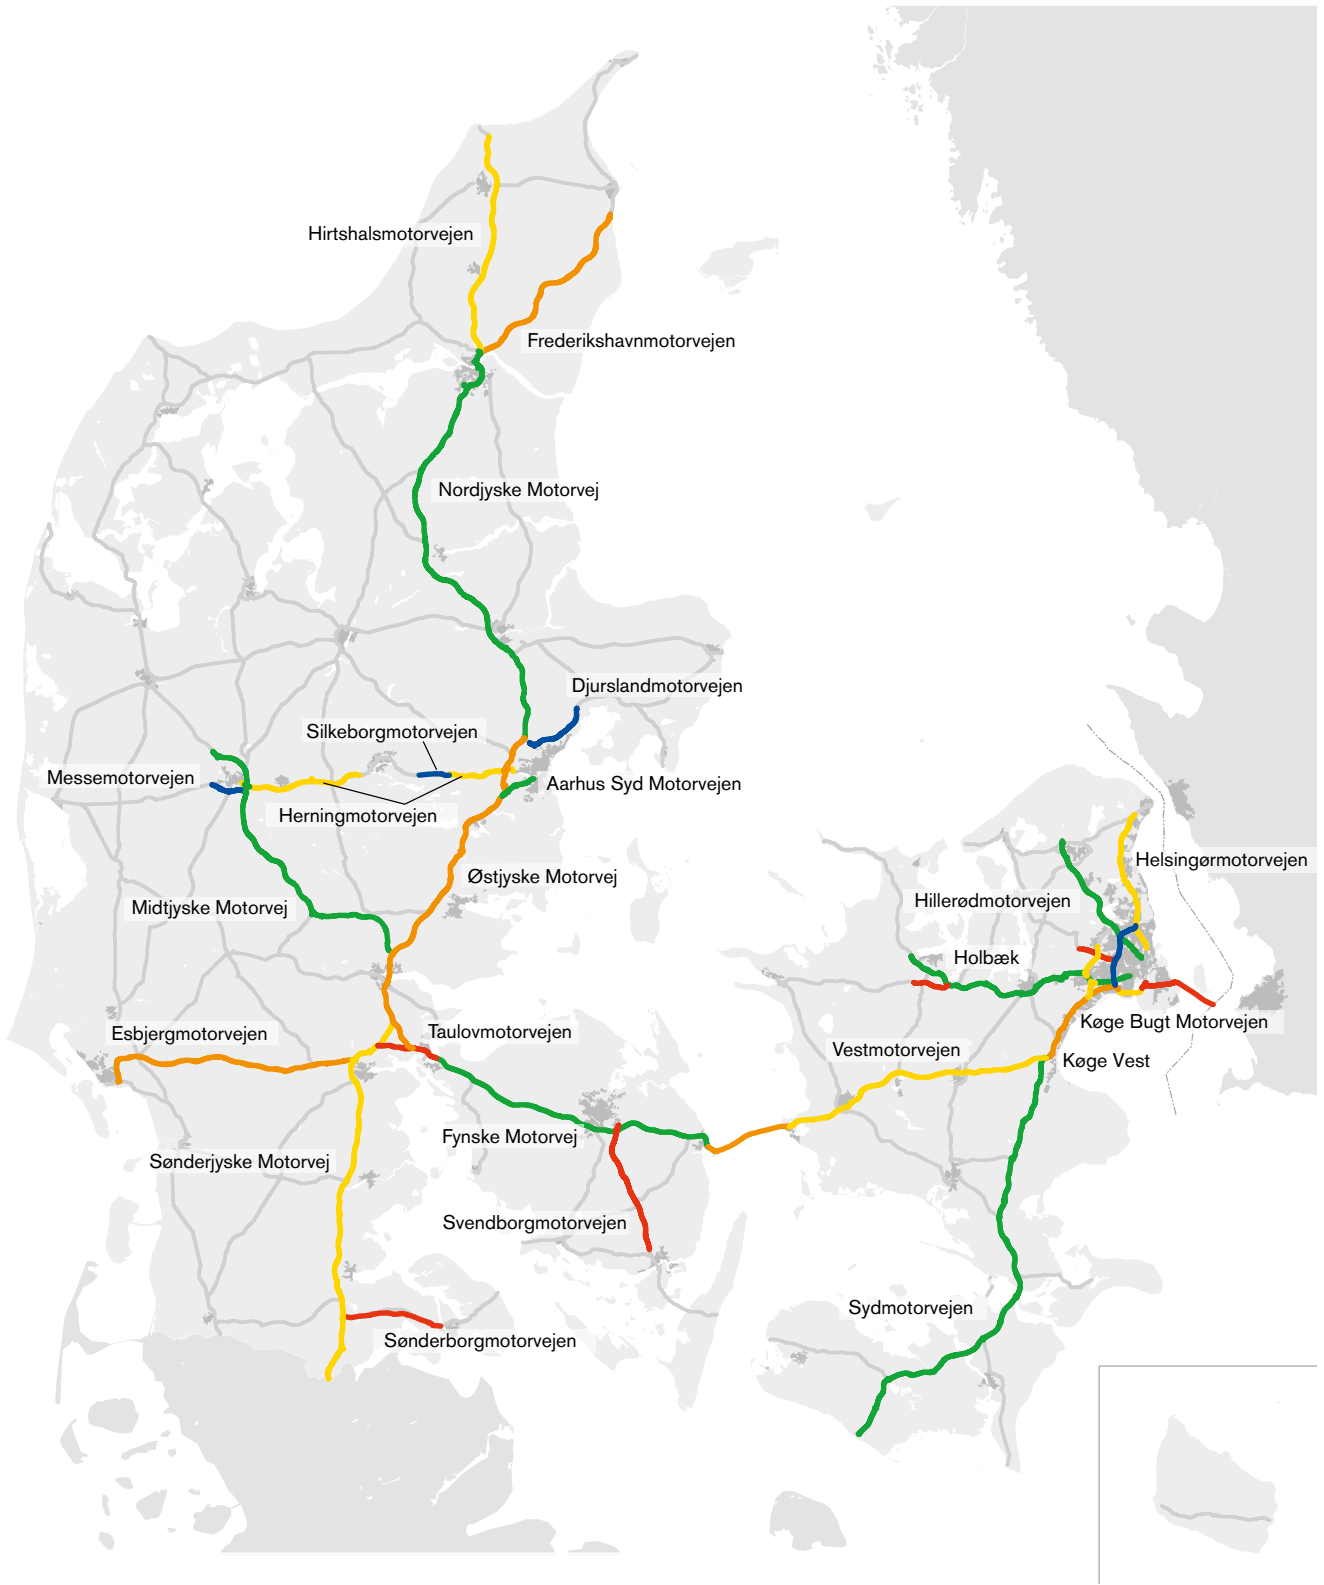 Hirtshalsmotorvejen
Frederikshavnmotorvejen
Nordjyske Motorvej
Djurslandmotorvejen
Silkeborgmotorvejen
Messemotorvejen
Aarhus Syd Motorvejen
Herningmotorvejen
Helsingørmotorvejen
Østjyske Motorvej
Hillerødmotorvejen
Midtjyske Motorvej
Holbæk
Køge Bugt Motorvejen
Esbjergmotorvejen
Taulovmotorvejen
Vestmotorvejen
Køge Vest
Fynske Motorvej
Sønderjyske Motorvej
Svendborgmotorvejen
Sydmotorvejen
Sønderborgmotorvejen